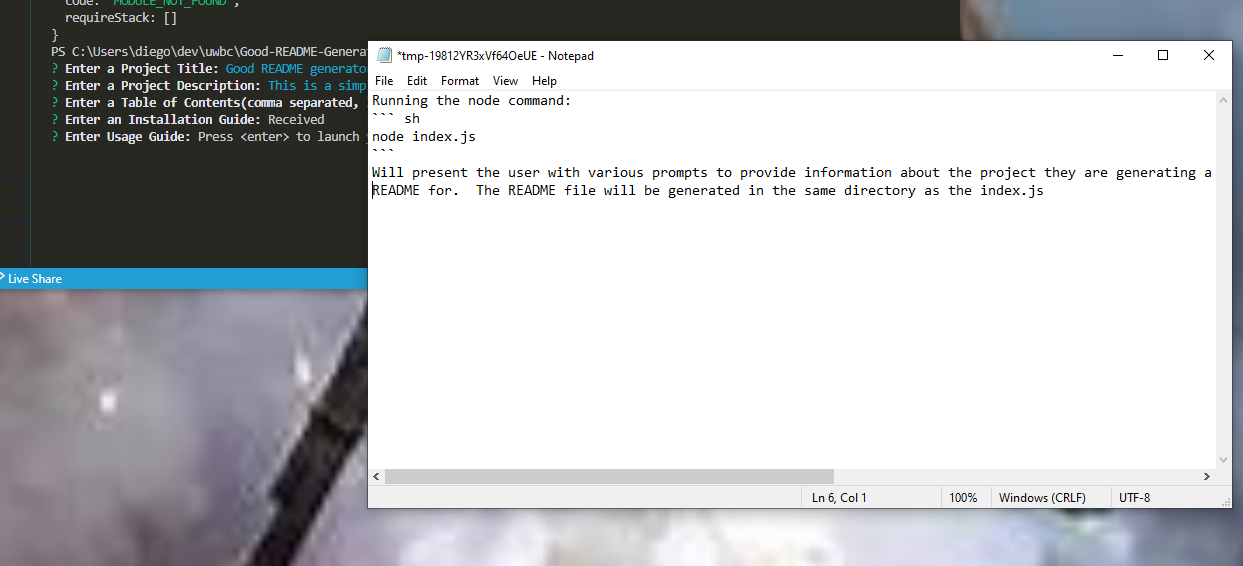 code: 'MODULE_NOT_FOUND',
requireStack: []
}
PS C:\Users\diego\dev\uwbc\Good-README-Genera
? Enter a Project Title: Good README generato
? Enter a Project Description: This is a simp
? Enter a Table of Contents(comma separated,
? Enter an Installation Guide: Received
? Enter Usage Guide: Press <enter> to launch
Live Share
*tmp-19812YR3xVf64OeUE - Notepad
File Edit Format View Help
Running the node command:
``` sh
node index.js
```
Will present the user with various prompts to provide information about the project they are generating a
README for.  The README file will be generated in the same directory as the index.js
Ln 6, Col 1
100%
Windows (CRLF)
UTF-8